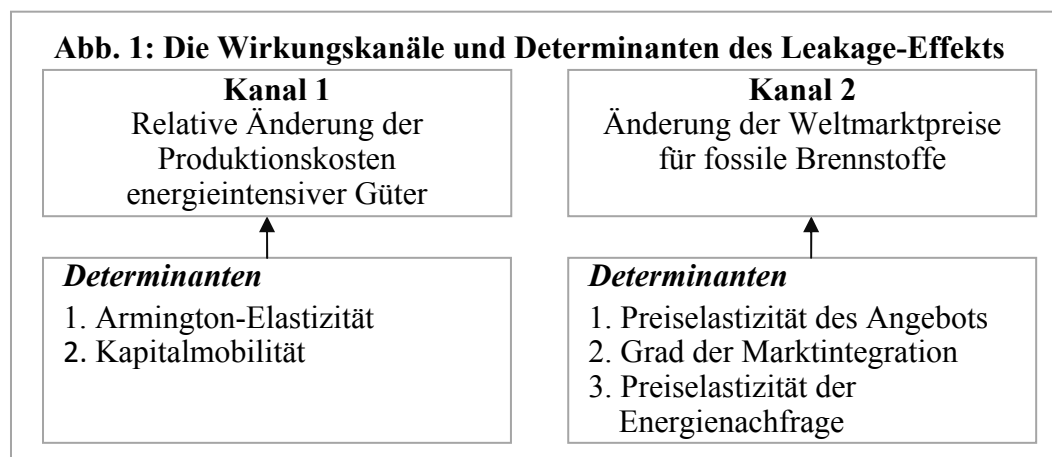 Abb. 1: Die Wirkungskanäle und Determinanten des Leakage-Effekts
Kanal 1
Relative Änderung der
Produktionskosten
energieintensiver Güter
Kanal 2
Änderung der Weltmarktpreise
für fossile Brennstoffe
Determinanten
1. Armington-Elastizität
2. Kapitalmobilität
Determinanten
1. Preiselastizität des Angebots
2. Grad der Marktintegration
3. Preiselastizität der
Energienachfrage